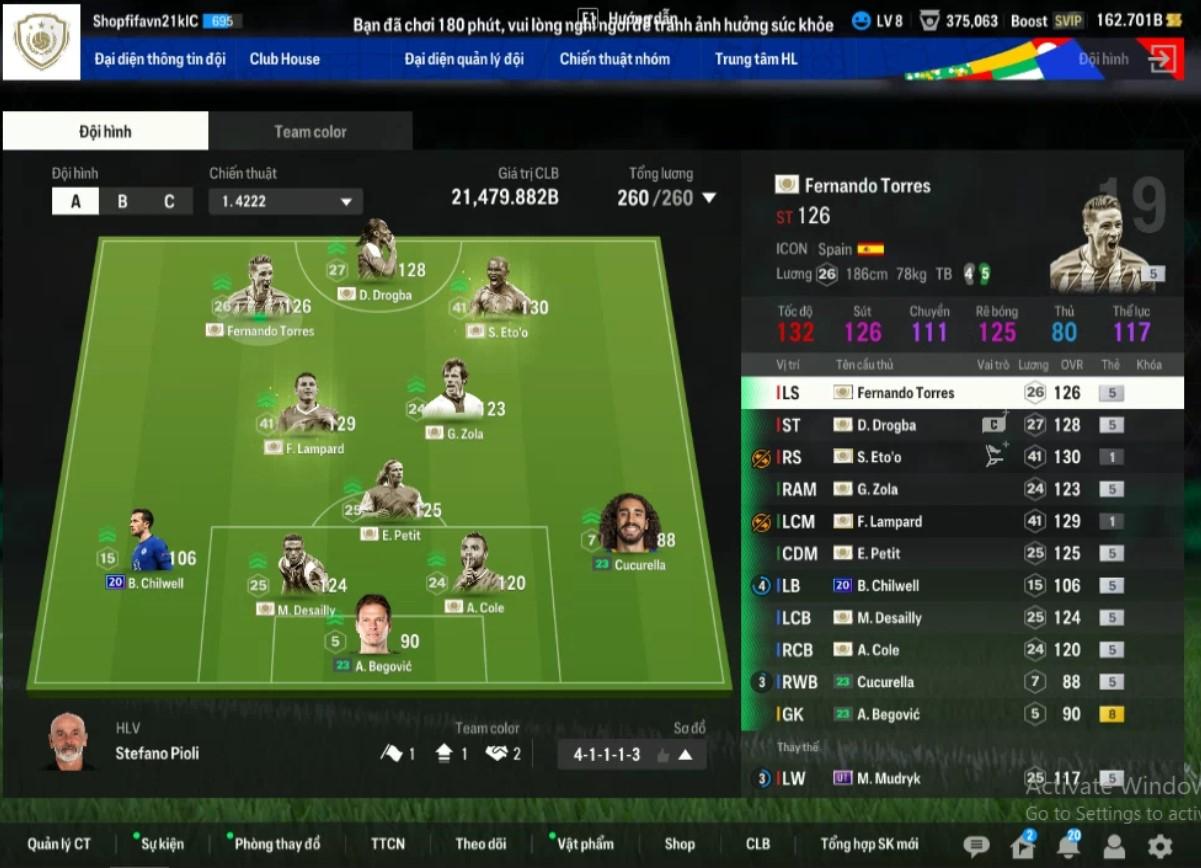 Shopfifavn21kIC 695
Bạn đã chơi 180 phút, vui lòng nghỉ ngơi để tránh ảnh hưởng sức khỏe
F1 Hướng dẫn
LV 8 375,063 Boost SVIP 162.701B
Đại diện thông tin đội Club House Đại diện quản lý đội Chiến thuật nhóm Trung tâm HL Đội hình
Đội hình Team color
Đội hình Chiến thuật Giá trị CLB Tổng lương
A B C 1.4222 21,479.882B 260 /260
27 128
D. Drogba
26 126
Fernando Torres
41 130
S. Eto'o
41 129
F. Lampard
24 123
G. Zola
25 125
E. Petit
15 106
20 B. Chilwell
7 88
23 Cucurella
25 124
M. Desailly
24 120
A. Cole
5 90
23 A. Begović
HLV
Stefano Pioli
Team color Sơ đồ
1 1 2 4-1-1-1-3
19
Fernando Torres
ST 126
ICON Spain
Lương 26 186cm 78kg TB 4 5
5
Tốc độ Sút Chuyền Rê bóng Thủ Thể lực
132 126 111 125 80 117
Vị trí Tên cầu thủ Vai trò Lương OVR Thẻ Khóa
LS Fernando Torres 26 126 5
ST D. Drogba C 27 128 5
RS S. Eto'o 41 130 1
RAM G. Zola 24 123 5
LCM F. Lampard 41 129 1
CDM E. Petit 25 125 5
4 LB 20 B. Chilwell 15 106 5
LCB M. Desailly 25 124 5
RCB A. Cole 24 120 5
3 RWB 23 Cucurella 7 88 5
GK 23 A. Begović 5 90 8
Thay thế
3 LW UT M. Mudryk 25 117 5
Activate Window
Go to Settings to activ
Quản lý CT Sự kiện Phòng thay đồ TTCN Theo dõi Vật phẩm Shop CLB Tổng hợp SK mới 2 20